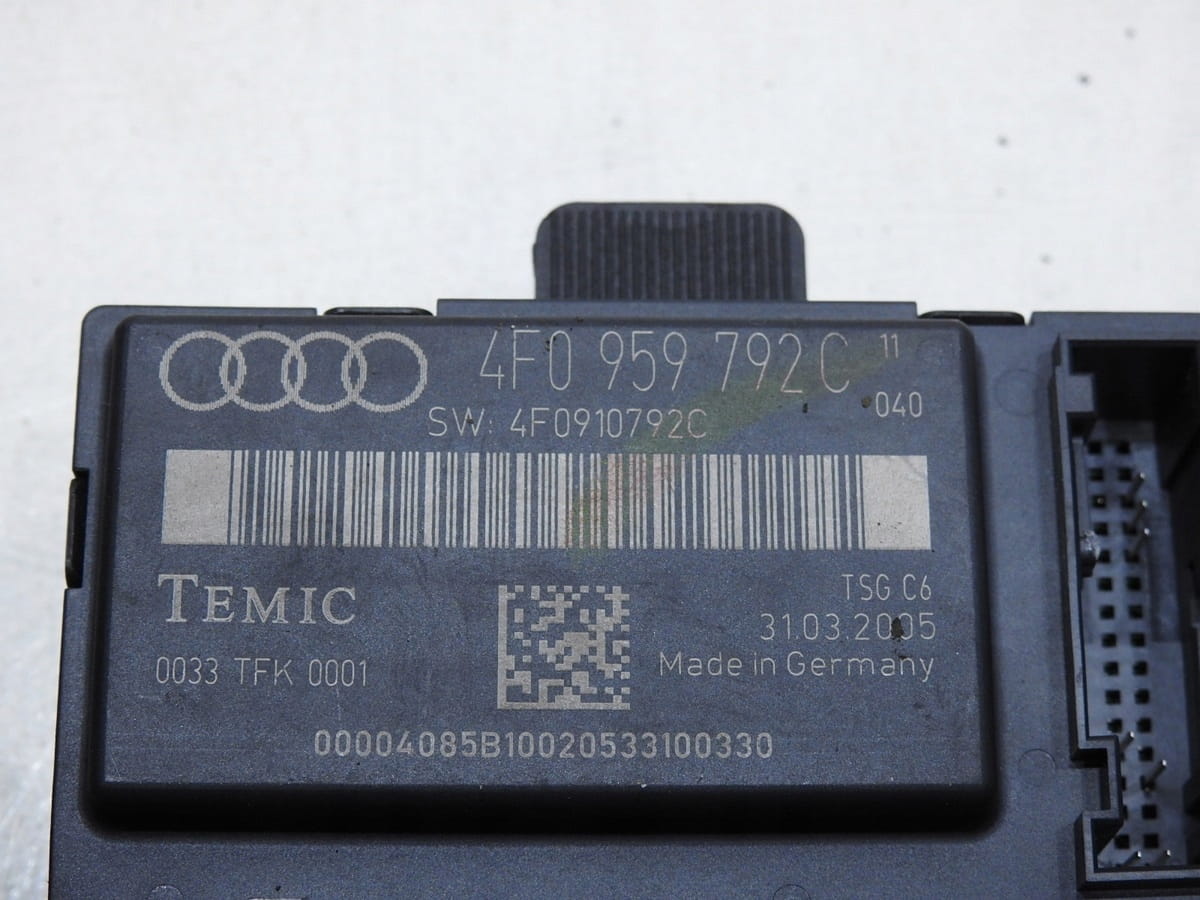 4F0 959 792 C 11
040
SW: 4F0910792C
TEMIC
TSG C6
31.03.2005
0033 TFK 0001
Made in Germany
00004085B10020533100330